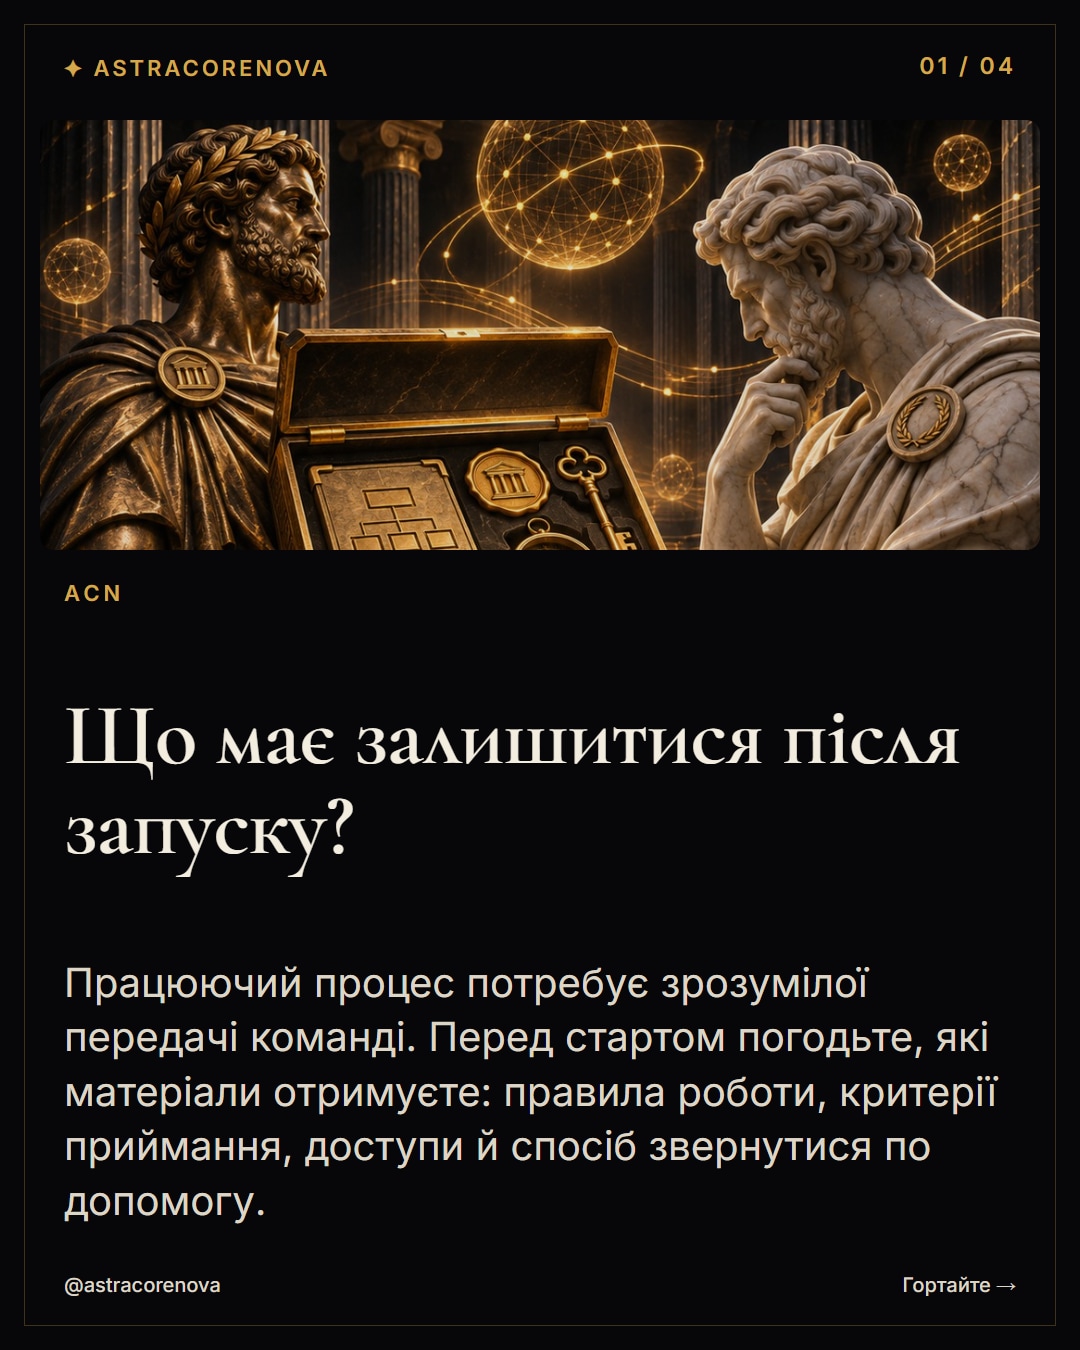 ✦ ASTRACORENOVA
01 / 04
ACN
Що має залишитися після
запуску?
Працюючий процес потребує зрозумілої
передачі команді. Перед стартом погодьте, які
матеріали отримуєте: правила роботи, критерії
приймання, доступи й спосіб звернутися по
допомогу.
@astracorenova
Гортайте →